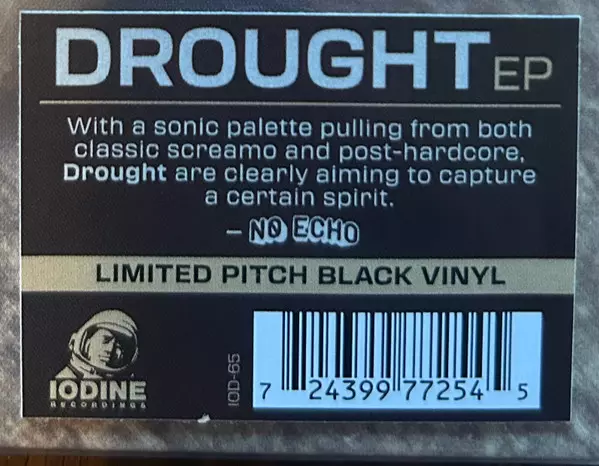 DROUGHT EP
With a sonic palette pulling from both
classic screamo and post-hardcore,
Drought are clearly aiming to capture
a certain spirit.
– NO ECHO
LIMITED PITCH BLACK VINYL
IODINE
RECORDINGS
IOD-65
7 24399 77254 5